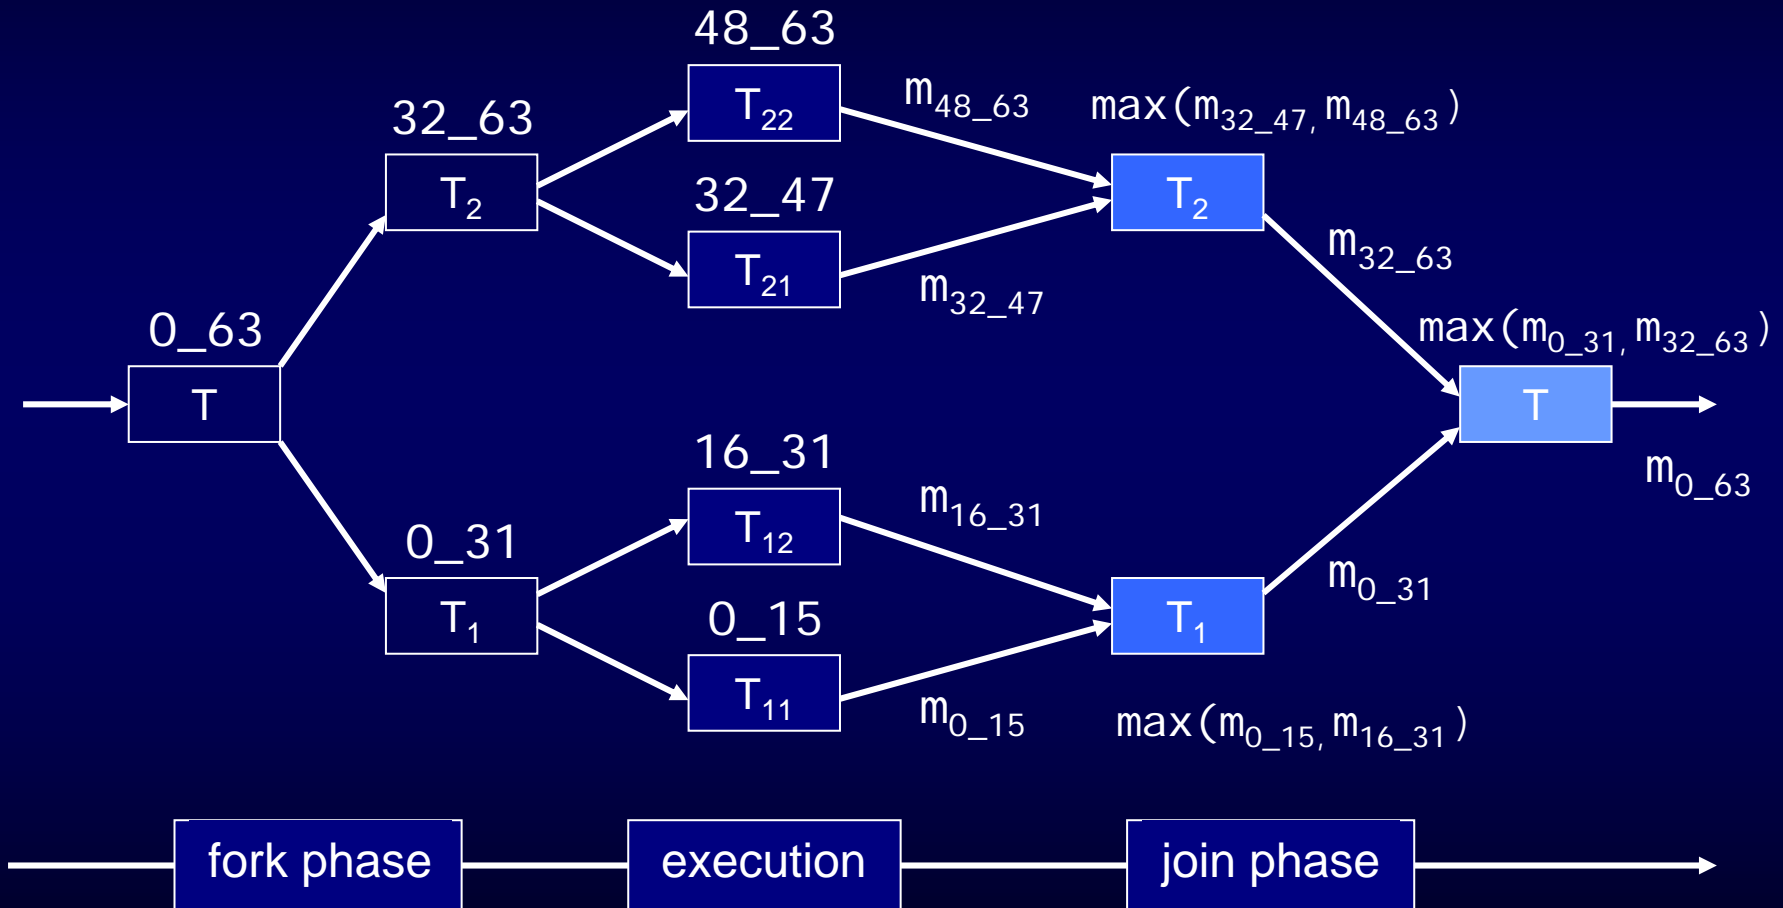 48_63
T22
m48_63
max(m32_47, m48_63)
32_63
T2
32_47
T21
m32_47
T2
m32_63
0_63
T
max(m0_31, m32_63)
T
m0_63
16_31
T12
m16_31
0_31
T1
0_15
T11
m0_15
T1
m0_31
max(m0_15, m16_31)
fork phase
execution
join phase